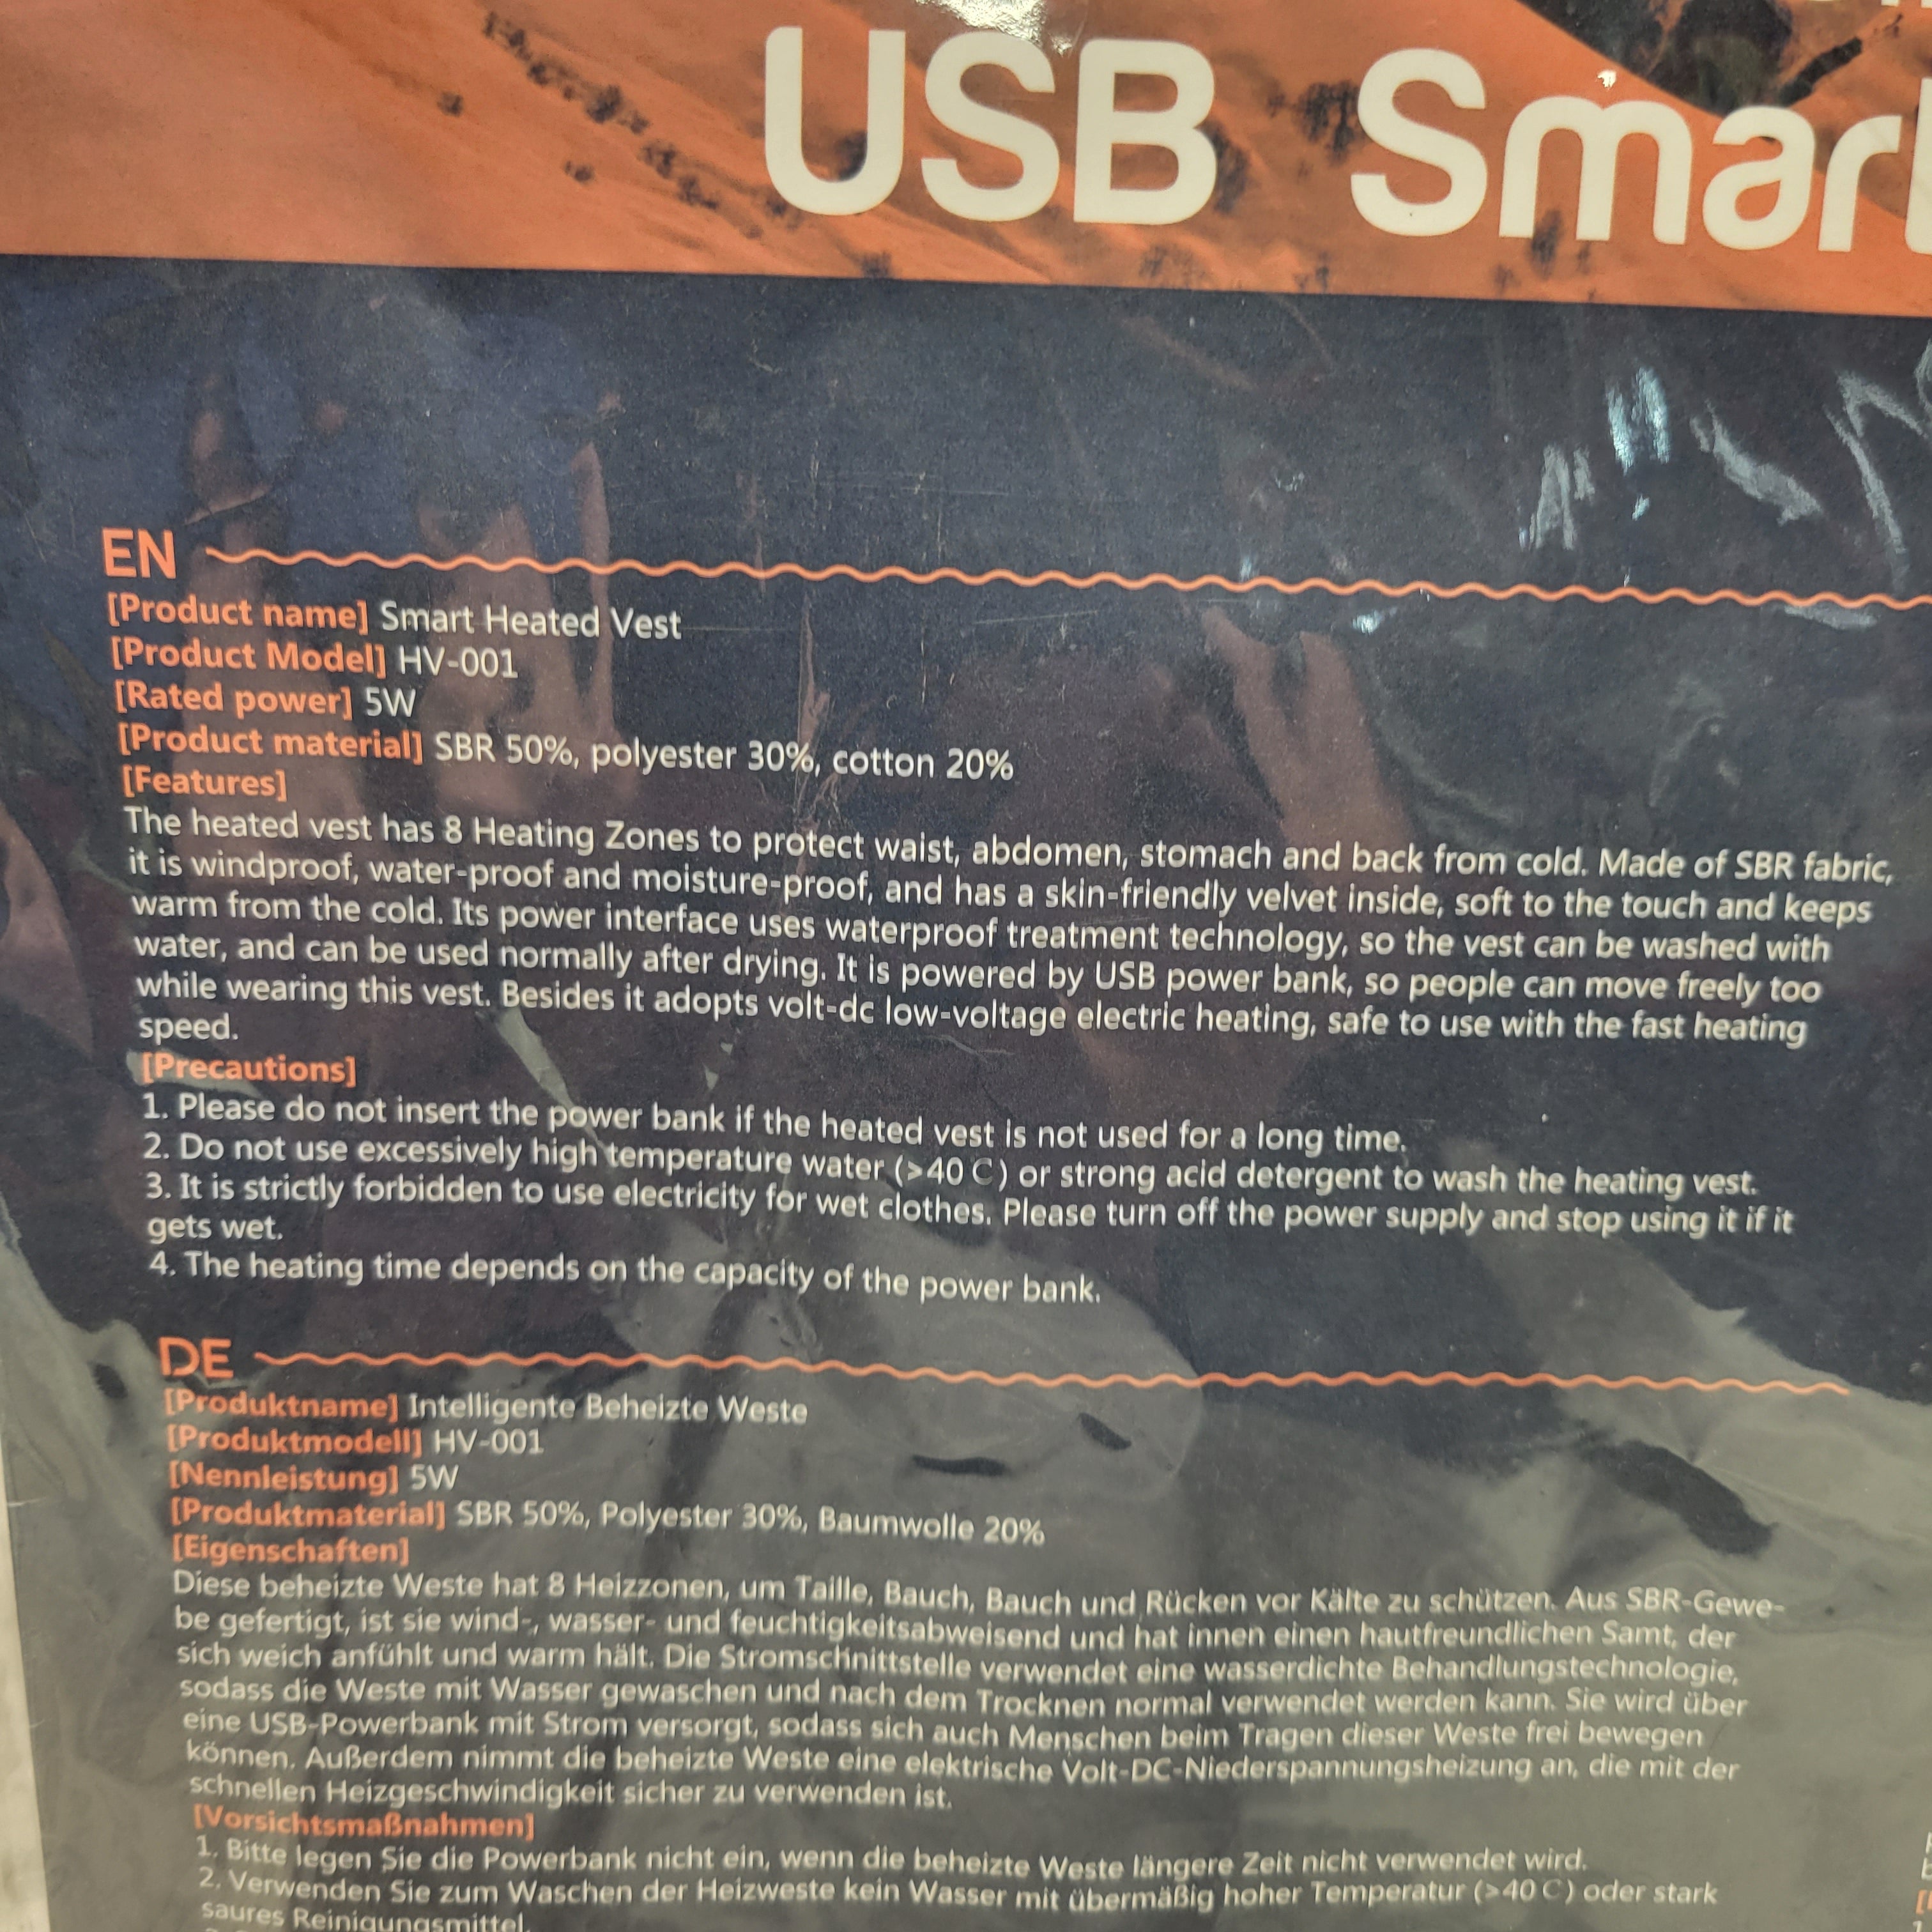 USB Smar
EN
[Product name] Smart Heated Vest
[Product Model] HV-001
[Rated power] 5W
[Product material] SBR 50%, polyester 30%, cotton 20%
[Features]
The heated vest has 8 Heating Zones to protect waist, abdomen, stomach and back from cold. Made of SBR fabric,
it is windproof, water-proof and moisture-proof, and has a skin-friendly velvet inside, soft to the touch and keeps
warm from the cold. Its power interface uses waterproof treatment technology, so the vest can be washed with
water, and can be used normally after drying. It is powered by USB power bank, so people can move freely too
while wearing this vest. Besides it adopts volt-dc low-voltage electric heating, safe to use with the fast heating
speed.
[Precautions]
1. Please do not insert the power bank if the heated vest is not used for a long time.
2. Do not use excessively high temperature water (>40 C) or strong acid detergent to wash the heating vest.
3. It is strictly forbidden to use electricity for wet clothes. Please turn off the power supply and stop using it if it
gets wet.
4. The heating time depends on the capacity of the power bank.
DE
[Produktname] Intelligente Beheizte Weste
[Produktmodell] HV-001
[Nennleistung] 5W
[Produktmaterial] SBR 50%, Polyester 30%, Baumwolle 20%
[Eigenschaften]
Diese beheizte Weste hat 8 Heizzonen, um Taille, Bauch, Bauch und Rücken vor Kälte zu schützen. Aus SBR-Gewe-
be gefertigt, ist sie wind-, wasser- und feuchtigkeitsabweisend und hat innen einen hautfreundlichen Samt, der
sich weich anfühlt und warm hält. Die Stromschnittstelle verwendet eine wasserdichte Behandlungstechnologie,
sodass die Weste mit Wasser gewaschen und nach dem Trocknen normal verwendet werden kann. Sie wird über
eine USB-Powerbank mit Strom versorgt, sodass sich auch Menschen beim Tragen dieser Weste frei bewegen
können. Außerdem nimmt die beheizte Weste eine elektrische Volt-DC-Niederspannungsheizung an, die mit der
schnellen Heizgeschwindigkeit sicher zu verwenden ist.
[Vorsichtsmaßnahmen]
1. Bitte legen Sie die Powerbank nicht ein, wenn die beheizte Weste längere Zeit nicht verwendet wird.
2. Verwenden Sie zum Waschen der Heizweste kein Wasser mit übermäßig hoher Temperatur (>40 C) oder stark
saures Reinigungsmittel.